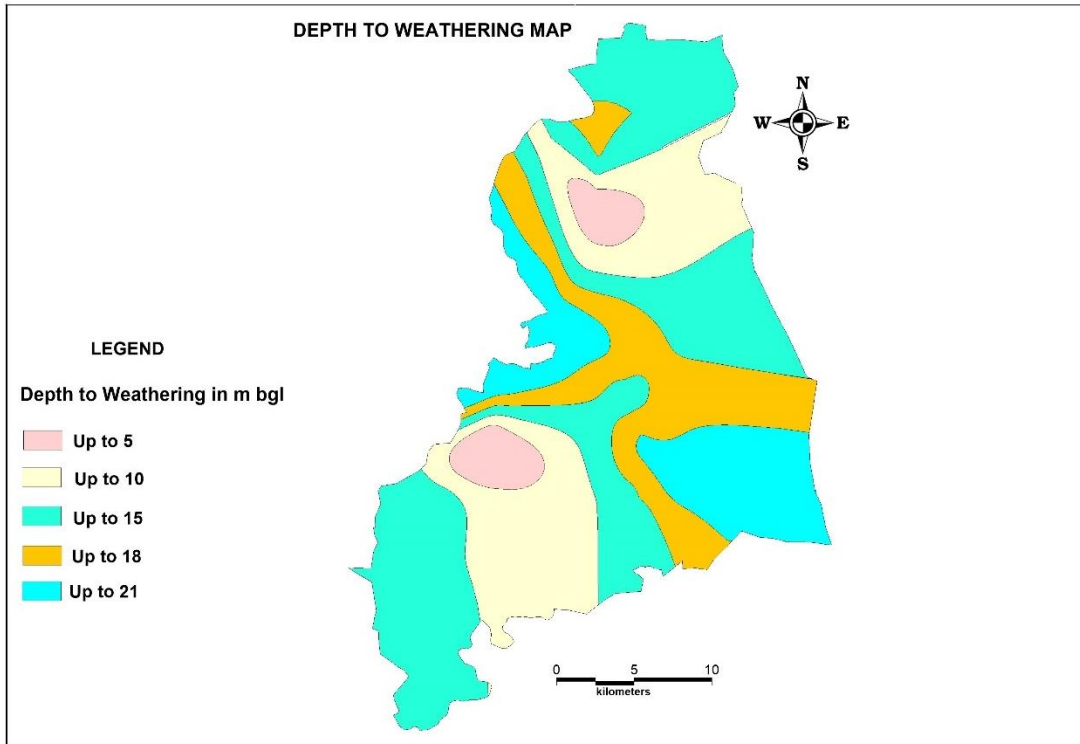 DEPTH TO WEATHERING MAP
N
W E
S
LEGEND
Depth to Weathering in m bgl
Up to 5
Up to 10
Up to 15
Up to 18
Up to 21
0 5 10
kilometers